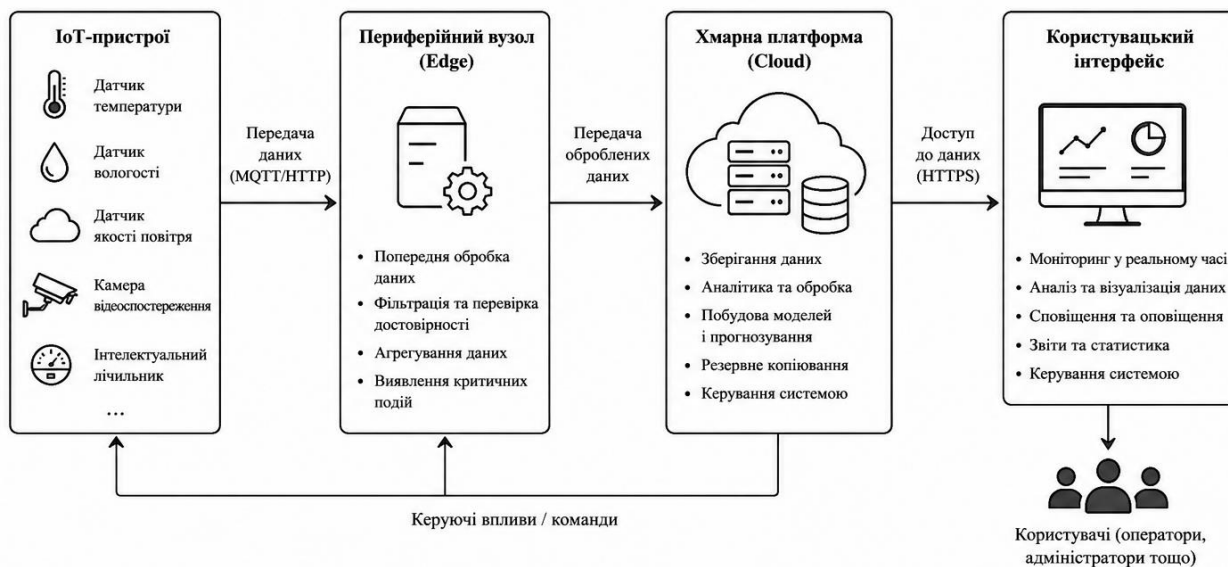 IoT-пристрої
Датчик
температури
Датчик
вологості
Датчик
якості повітря
Камера
відеоспостереження
Інтелектуальний
лічильник
...
Передача
даних
(MQTT/HTTP)
Периферійний вузол
(Edge)
• Попередня обробка
даних
• Фільтрація та перевірка
достовірності
• Агрегування даних
• Виявлення критичних
подій
Передача
оброблених
даних
Хмарна платформа
(Cloud)
• Зберігання даних
• Аналітика та обробка
• Побудова моделей
і прогнозування
• Резервне копіювання
• Керування системою
Доступ
до даних
(HTTPS)
Користувацький
інтерфейс
• Моніторинг у реальному часі
• Аналіз та візуалізація даних
• Сповіщення та оповіщення
• Звіти та статистика
• Керування системою
Керуючі впливи / команди
Користувачі (оператори,
адміністратори тощо)